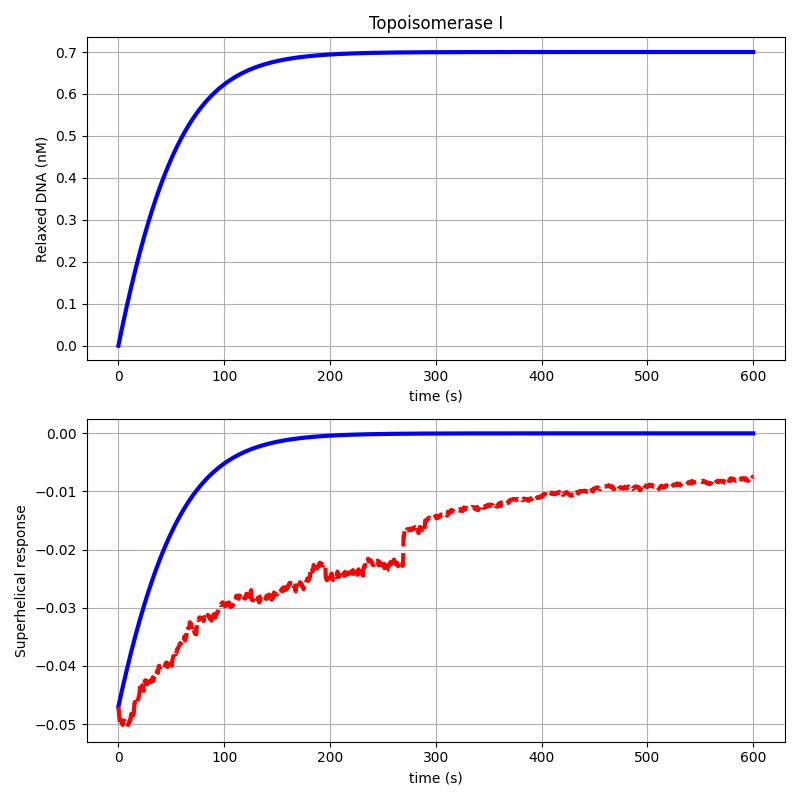 Topoisomerase I
Relaxed DNA (nM)
0.7
0.6
0.5
0.4
0.3
0.2
0.1
0.0
0 100 200 300 400 500 600
time (s)
Superhelical response
0.00
−0.01
−0.02
−0.03
−0.04
−0.05
0 100 200 300 400 500 600
time (s)